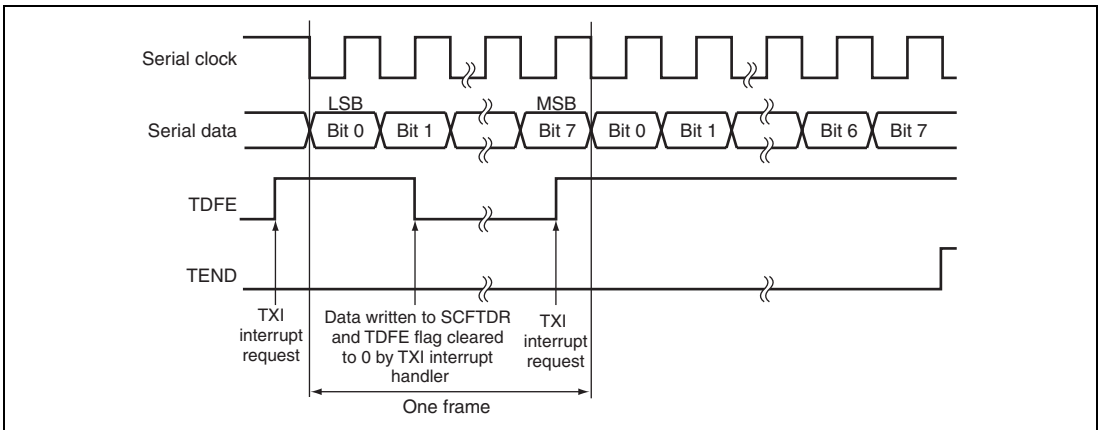 Serial clock
LSB
MSB
Serial data
Bit 0
Bit 1
Bit 7
Bit 0
Bit 1
Bit 6
Bit 7
TDFE
TEND
TXI
interrupt
request
Data written to SCFTDR
and TDFE flag cleared
to 0 by TXI interrupt
handler
TXI
interrupt
request
One frame